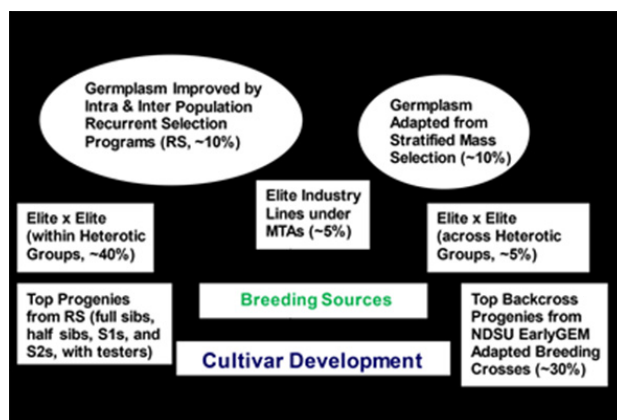 Germplasm Improved by
Intra & Inter Population
Recurrent Selection
Programs (RS, ~10%)
Germplasm
Adapted from
Stratified Mass
Selection (~10%)
Elite Industry
Lines under
MTAs (~5%)
Elite x Elite
(within Heterotic
Groups, ~40%)
Elite x Elite
(across Heterotic
Groups, ~5%)
Top Progenies
from RS (full sibs,
half sibs, S1s, and
S2s, with testers)
Breeding Sources
Top Backcross
Progenies from
NDSU EarlyGEM
Adapted Breeding
Crosses (~30%)
Cultivar Development